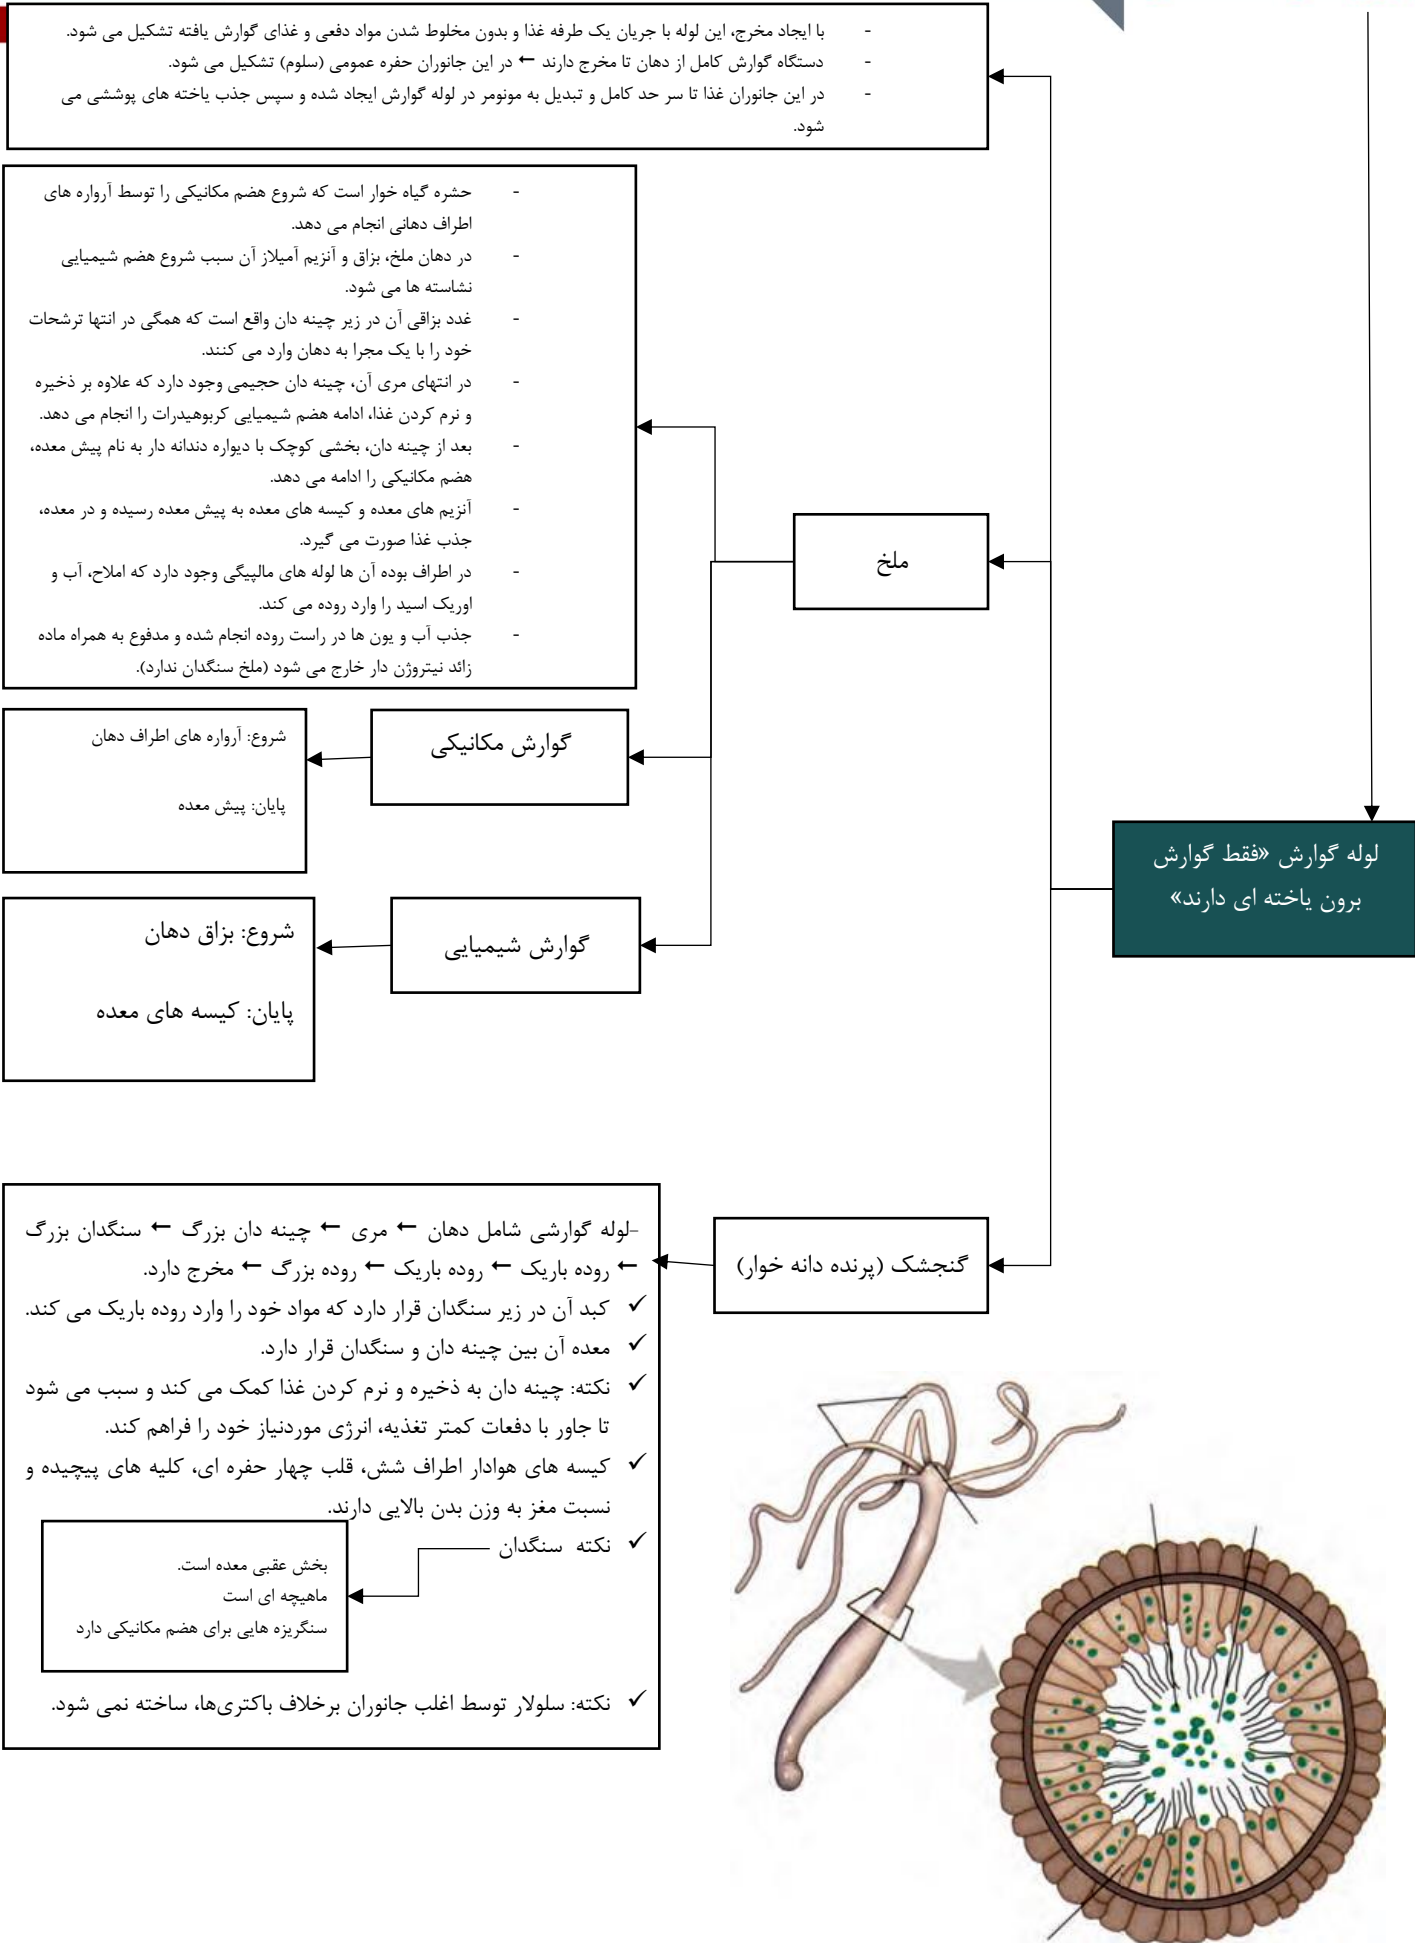 - با ایجاد مخرج، این لوله با جریان یک طرفه غذا و بدون مخلوط شدن مواد دفعی و غذای گوارش یافته تشکیل می شود.
- دستگاه گوارش کامل از دهان تا مخرج دارند ← در این جانوران حفره عمومی (سلوم) تشکیل می شود.
- در این جانوران غذا تا سر حد کامل و تبدیل به مونومر در لوله گوارش ایجاد شده و سپس جذب یاخته های پوششی می
شود.
- حشره گیاه خوار است که شروع هضم مکانیکی را توسط آرواره های
اطراف دهانی انجام می دهد.
- در دهان ملخ، بزاق و آنزیم آمیلاز آن سبب شروع هضم شیمیایی
نشاسته ها می شود.
- غدد بزاقی آن در زیر چینه دان واقع است که همگی در انتها ترشحات
خود را با یک مجرا به دهان وارد می کنند.
- در انتهای مری آن، چینه دان حجیمی وجود دارد که علاوه بر ذخیره
و نرم کردن غذا، ادامه هضم شیمیایی کربوهیدرات را انجام می دهد.
- بعد از چینه دان، بخشی کوچک با دیواره دندانه دار به نام پیش معده،
هضم مکانیکی را ادامه می دهد.
- آنزیم های معده و کیسه های معده به پیش معده رسیده و در معده،
جذب غذا صورت می گیرد.
- در اطراف بوده آن ها لوله های مالپیگی وجود دارد که املاح، آب و
اوریک اسید را وارد روده می کند.
- جذب آب و یون ها در راست روده انجام شده و مدفوع به همراه ماده
زائد نیتروژن دار خارج می شود (ملخ سنگدان ندارد).
ملخ
گوارش مکانیکی
شروع: آرواره های اطراف دهان
پایان: پیش معده
لوله گوارش «فقط گوارش
برون یاخته ای دارند»
گوارش شیمیایی
شروع: بزاق دهان
پایان: کیسه های معده
گنجشک (پرنده دانه خوار)
-لوله گوارشی شامل دهان ← مری ← چینه دان بزرگ ← سنگدان بزرگ
← روده باریک ← روده باریک ← روده بزرگ ← مخرج دارد.
✓ کبد آن در زیر سنگدان قرار دارد که مواد خود را وارد روده باریک می کند.
✓ معده آن بین چینه دان و سنگدان قرار دارد.
✓ نکته: چینه دان به ذخیره و نرم کردن غذا کمک می کند و سبب می شود
تا جاور با دفعات کمتر تغذیه، انرژی موردنیاز خود را فراهم کند.
✓ کیسه های هوادار اطراف شش، قلب چهار حفره ای، کلیه های پیچیده و
نسبت مغز به وزن بدن بالایی دارند.
✓ نکته سنگدان
بخش عقبی معده است.
ماهیچه ای است
سنگریزه هایی برای هضم مکانیکی دارد
✓ نکته: سلولار توسط اغلب جانوران برخلاف باکتری‌ها، ساخته نمی شود.